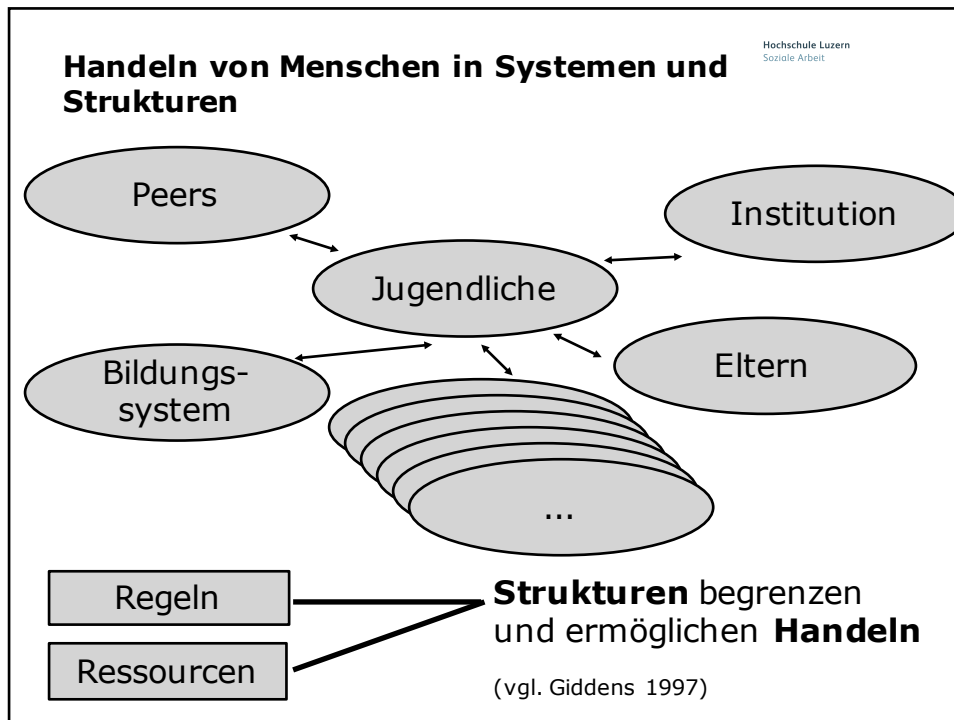 Hochschule Luzern
Soziale Arbeit
Handeln von Menschen in Systemen und
Strukturen
Peers
Institution
Jugendliche
Bildungs-
system
Eltern
...
Regeln
Ressourcen
Strukturen begrenzen
und ermöglichen Handeln
(vgl. Giddens 1997)